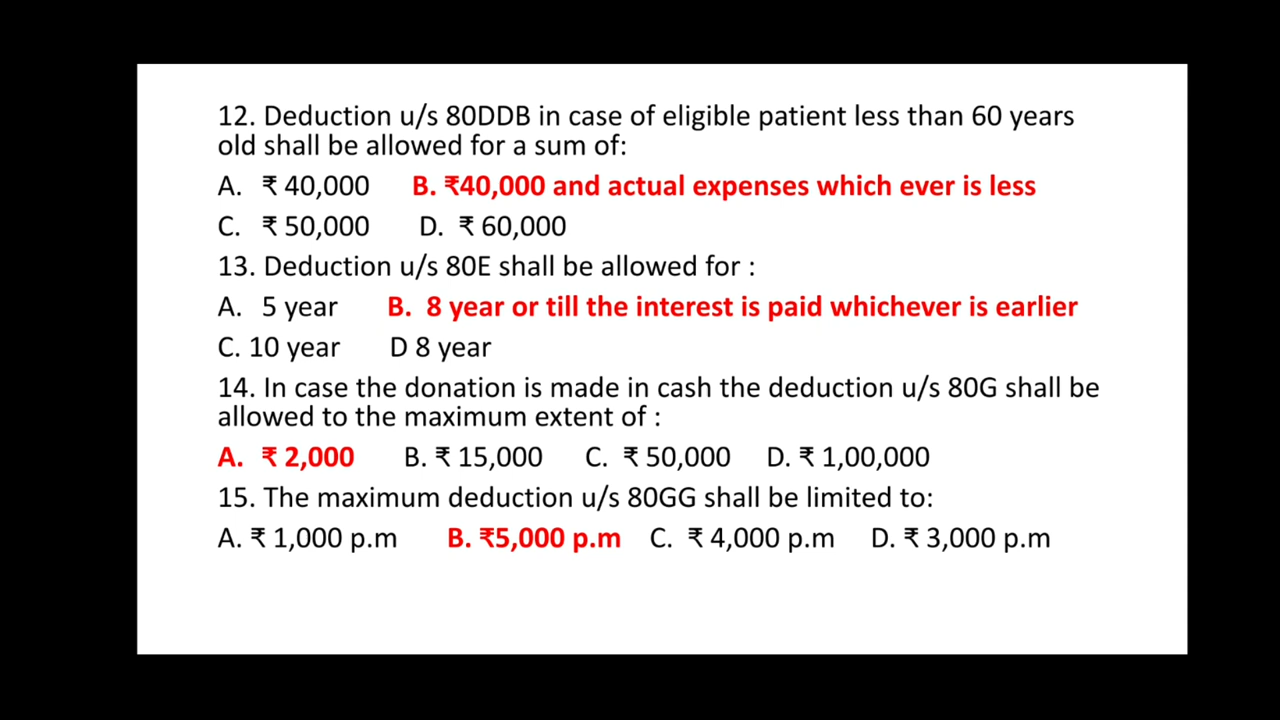 12. Deduction u/s 80DDB in case of eligible patient less than 60 years
old shall be allowed for a sum of:
A. ₹ 40,000 B. ₹40,000 and actual expenses which ever is less
C. ₹ 50,000 D. ₹ 60,000
13. Deduction u/s 80E shall be allowed for :
A. 5 year B. 8 year or till the interest is paid whichever is earlier
C. 10 year D 8 year
14. In case the donation is made in cash the deduction u/s 80G shall be
allowed to the maximum extent of :
A. ₹ 2,000 B. ₹ 15,000 C. ₹ 50,000 D. ₹ 1,00,000
15. The maximum deduction u/s 80GG shall be limited to:
A. ₹ 1,000 p.m B. ₹5,000 p.m C. ₹ 4,000 p.m D. ₹ 3,000 p.m